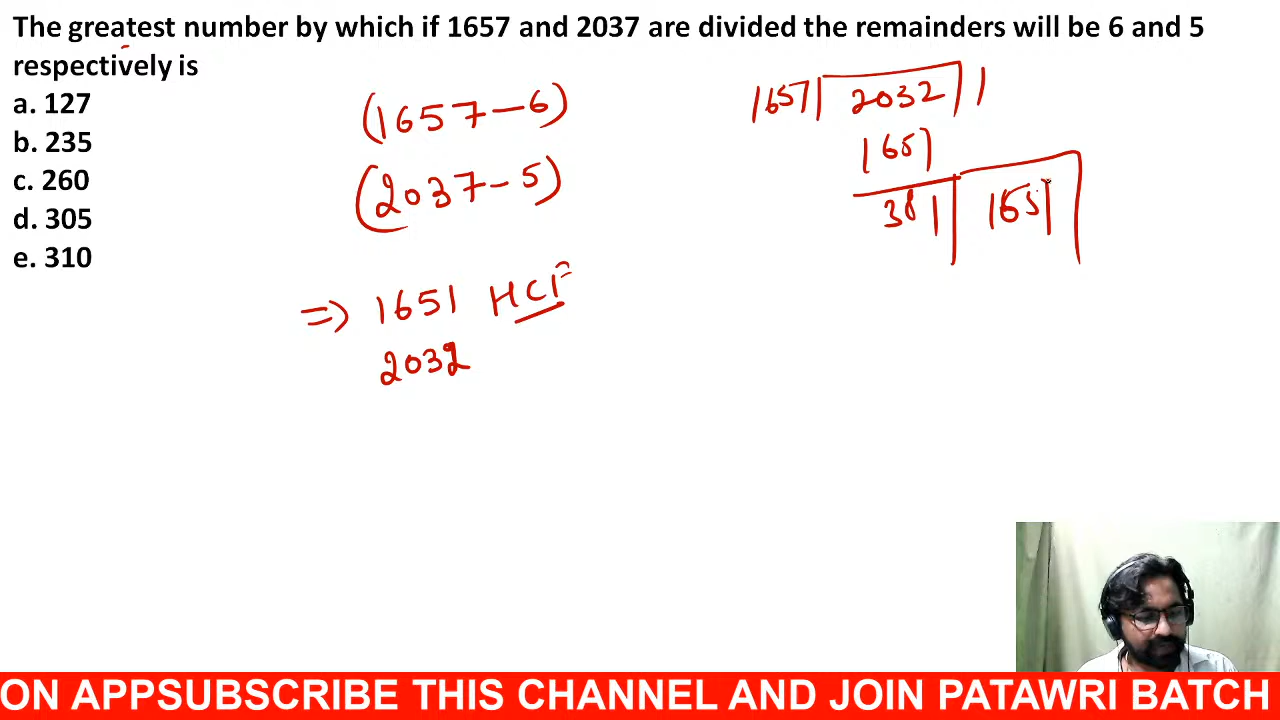 The greatest number by which if 1657 and 2037 are divided the remainders will be 6 and 5
respectively is
a. 127
b. 235
c. 260
d. 305
e. 310
(1657-6)
(2037-5)
=> 1651 HCF
2032
1657 2032 1
1657
381 1651
ON APPSUBSCRIBE THIS CHANNEL AND JOIN PATAWRI BATCH